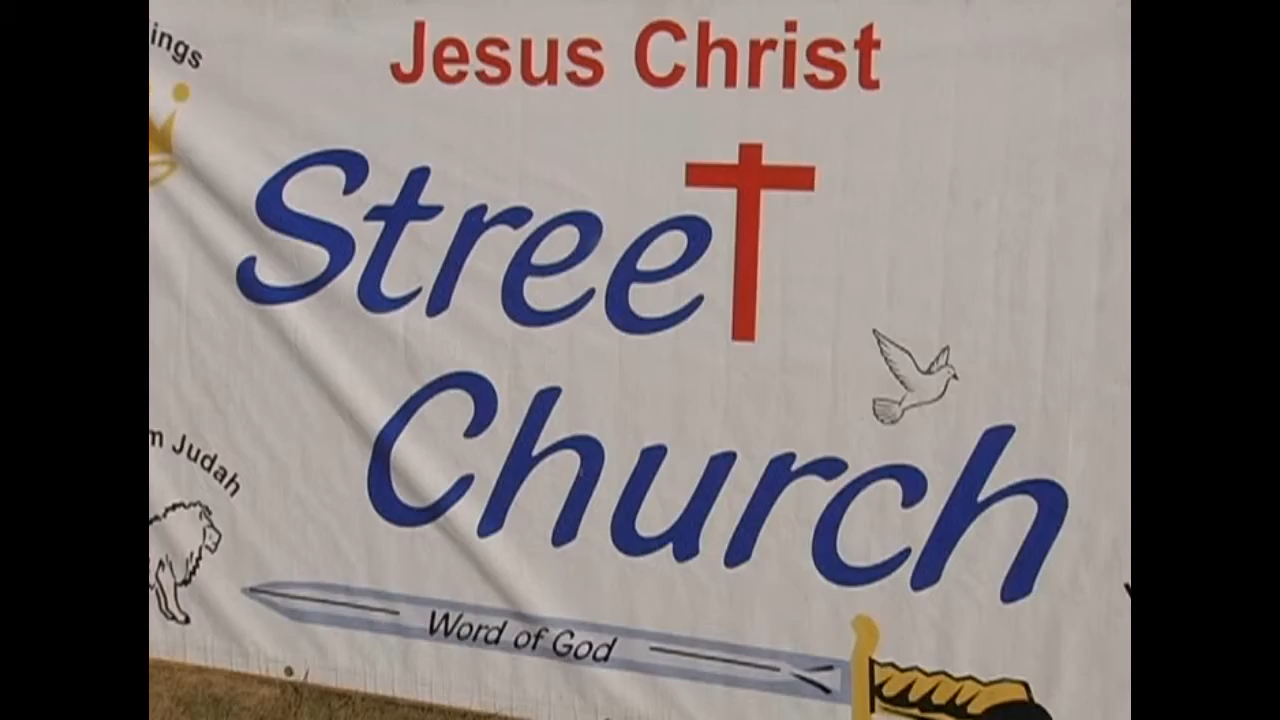 ings
Jesus Christ
Street
Church
m Judah
Word of God